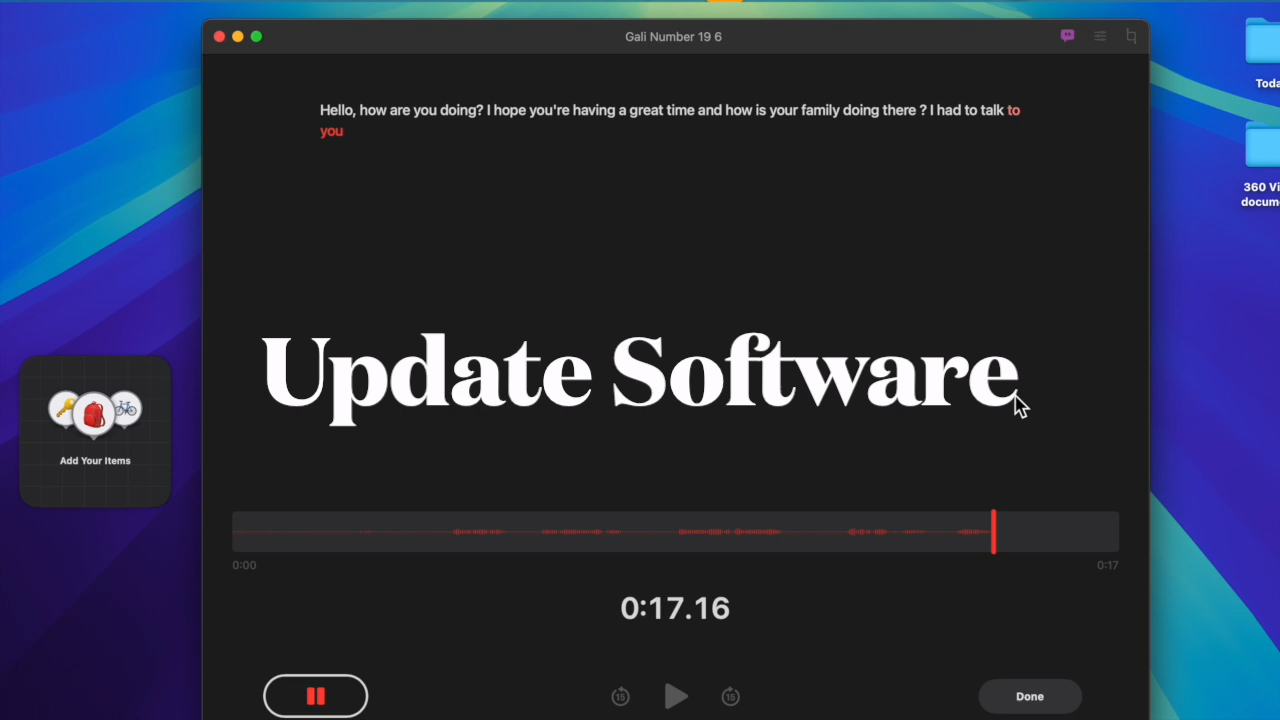 Gali Number 19 6
Toda
Hello, how are you doing? I hope you're having a great time and how is your family doing there ? I had to talk to
you
360 Vi
docum
Update Software
Add Your Items
0:00
0:17
0:17.16
15
15
Done